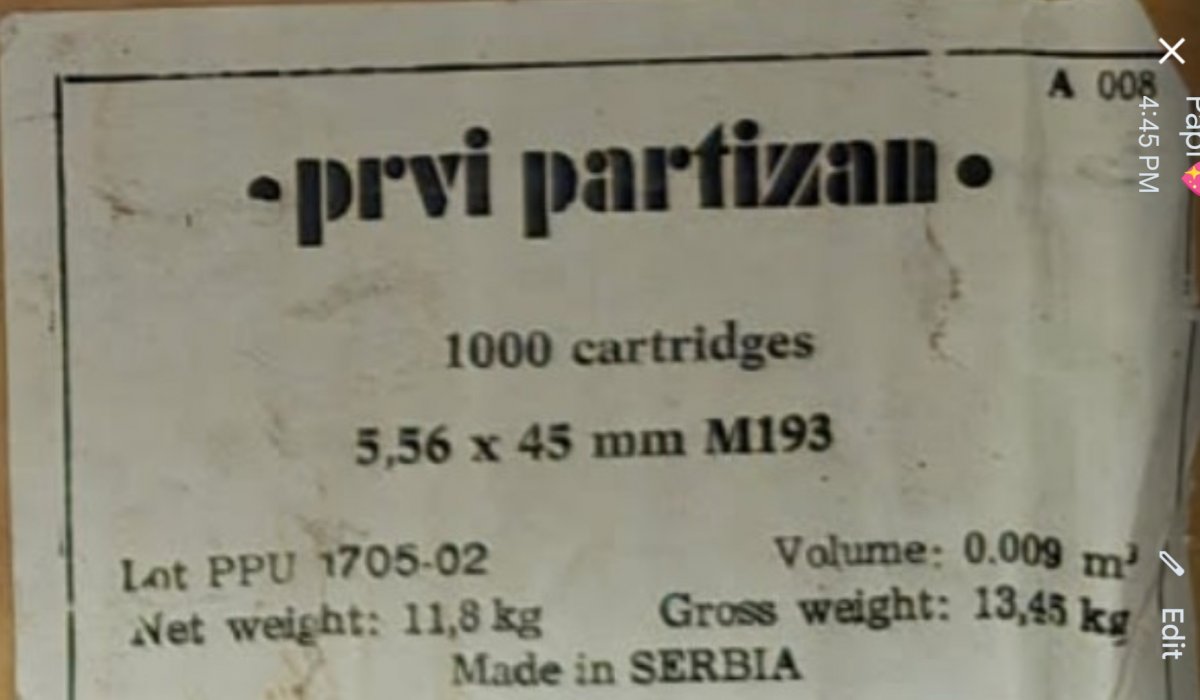 A 008
•prvi partizan•
1000 cartridges
5,56 x 45 mm M193
Lot PPU 1705-02
Volume: 0.009 m³
Net weight: 11,8 kg
Gross weight: 13,45 kg
Made in SERBIA
4:45 PM
Edit